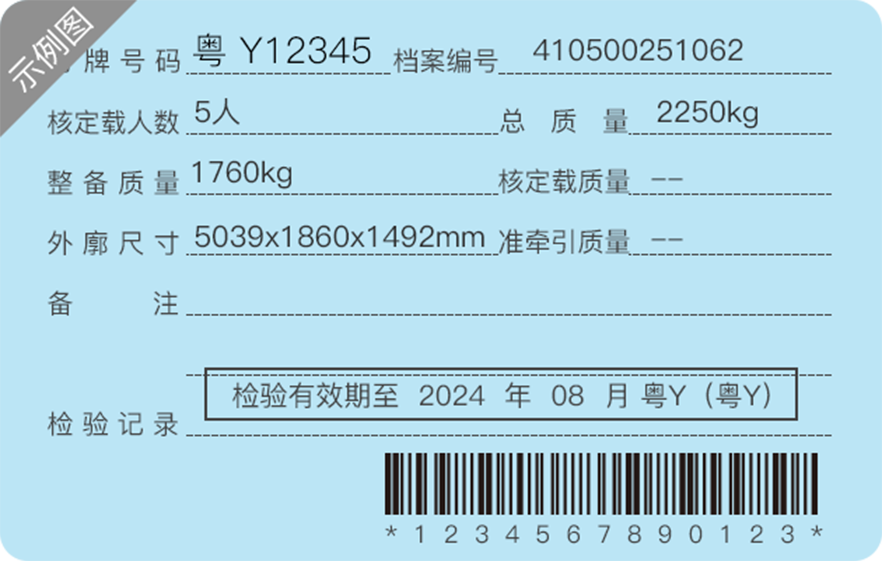 示例图
牌号码 粤 Y12345 档案编号 410500251062
核定载人数 5人 总质量 2250kg
整备质量 1760kg 核定载质量 --
外廓尺寸 5039x1860x1492mm 准牵引质量 --
备注
检验有效期至 2024 年 08 月 粤Y（粤Y）
检验记录
*1234567890123*